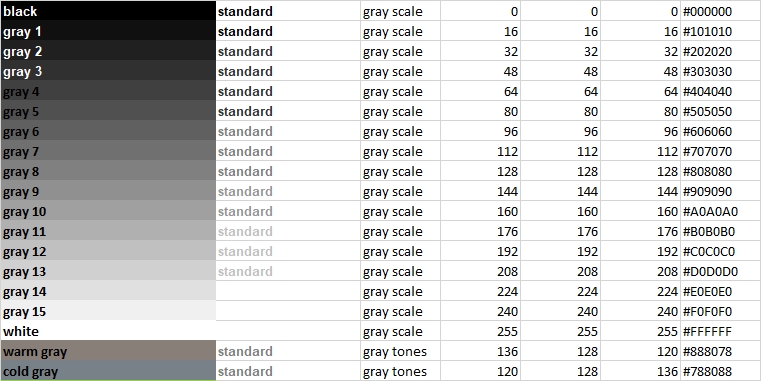 black standard gray scale 0 0 0 #000000
gray 1 standard gray scale 16 16 16 #101010
gray 2 standard gray scale 32 32 32 #202020
gray 3 standard gray scale 48 48 48 #303030
gray 4 standard gray scale 64 64 64 #404040
gray 5 standard gray scale 80 80 80 #505050
gray 6 standard gray scale 96 96 96 #606060
gray 7 standard gray scale 112 112 112 #707070
gray 8 standard gray scale 128 128 128 #808080
gray 9 standard gray scale 144 144 144 #909090
gray 10 standard gray scale 160 160 160 #A0A0A0
gray 11 standard gray scale 176 176 176 #B0B0B0
gray 12 standard gray scale 192 192 192 #C0C0C0
gray 13 standard gray scale 208 208 208 #D0D0D0
gray 14 gray scale 224 224 224 #E0E0E0
gray 15 gray scale 240 240 240 #F0F0F0
white gray scale 255 255 255 #FFFFFF
warm gray standard gray tones 136 128 120 #888078
cold gray standard gray tones 120 128 136 #788088